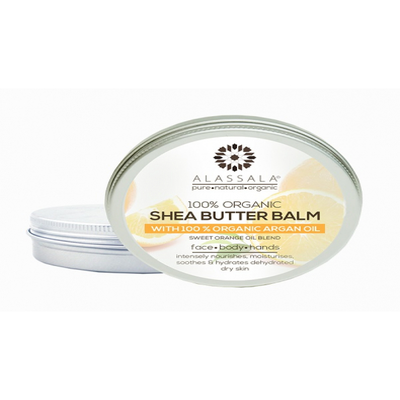 ALASSALA®
pure•natural•organic
100% ORGANIC
SHEA BUTTER BALM
WITH 100 % ORGANIC ARGAN OIL
SWEET ORANGE OIL BLEND
face•body•hands
intensely nourishes, moisturises,
soothes & hydrates dehydrated
dry skin